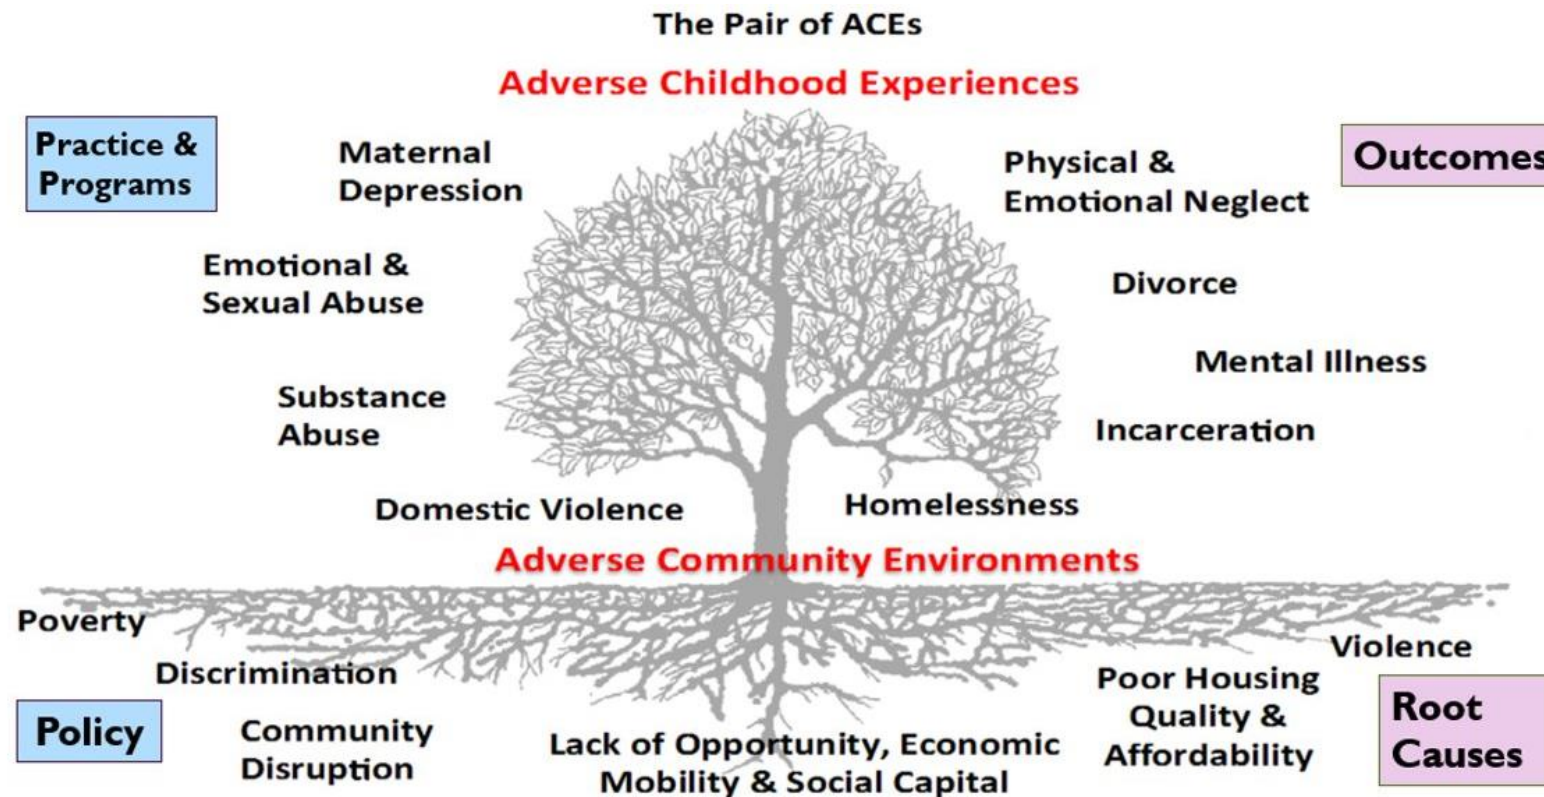 The Pair of ACEs
Adverse Childhood Experiences
Practice &
Programs
Maternal
Depression
Physical &
Emotional Neglect
Outcomes
Emotional &
Sexual Abuse
Divorce
Mental Illness
Substance
Abuse
Incarceration
Domestic Violence
Homelessness
Adverse Community Environments
Poverty
Discrimination
Violence
Policy
Community
Disruption
Lack of Opportunity, Economic
Mobility & Social Capital
Poor Housing
Quality &
Affordability
Root
Causes